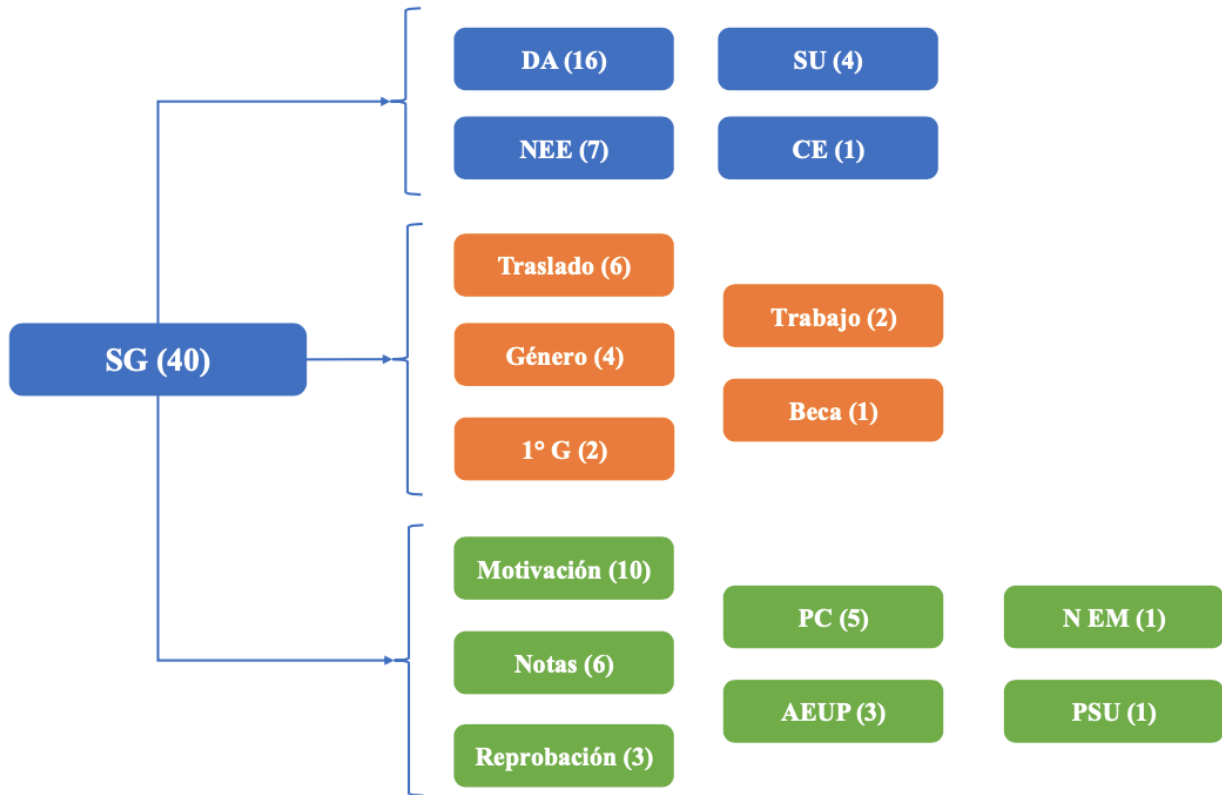 DA (16)
SU (4)
NEE (7)
CE (1)
SG (40)
Traslado (6)
Género (4)
1° G (2)
Trabajo (2)
Beca (1)
Motivación (10)
Notas (6)
Reprobación (3)
PC (5)
AEUP (3)
N EM (1)
PSU (1)